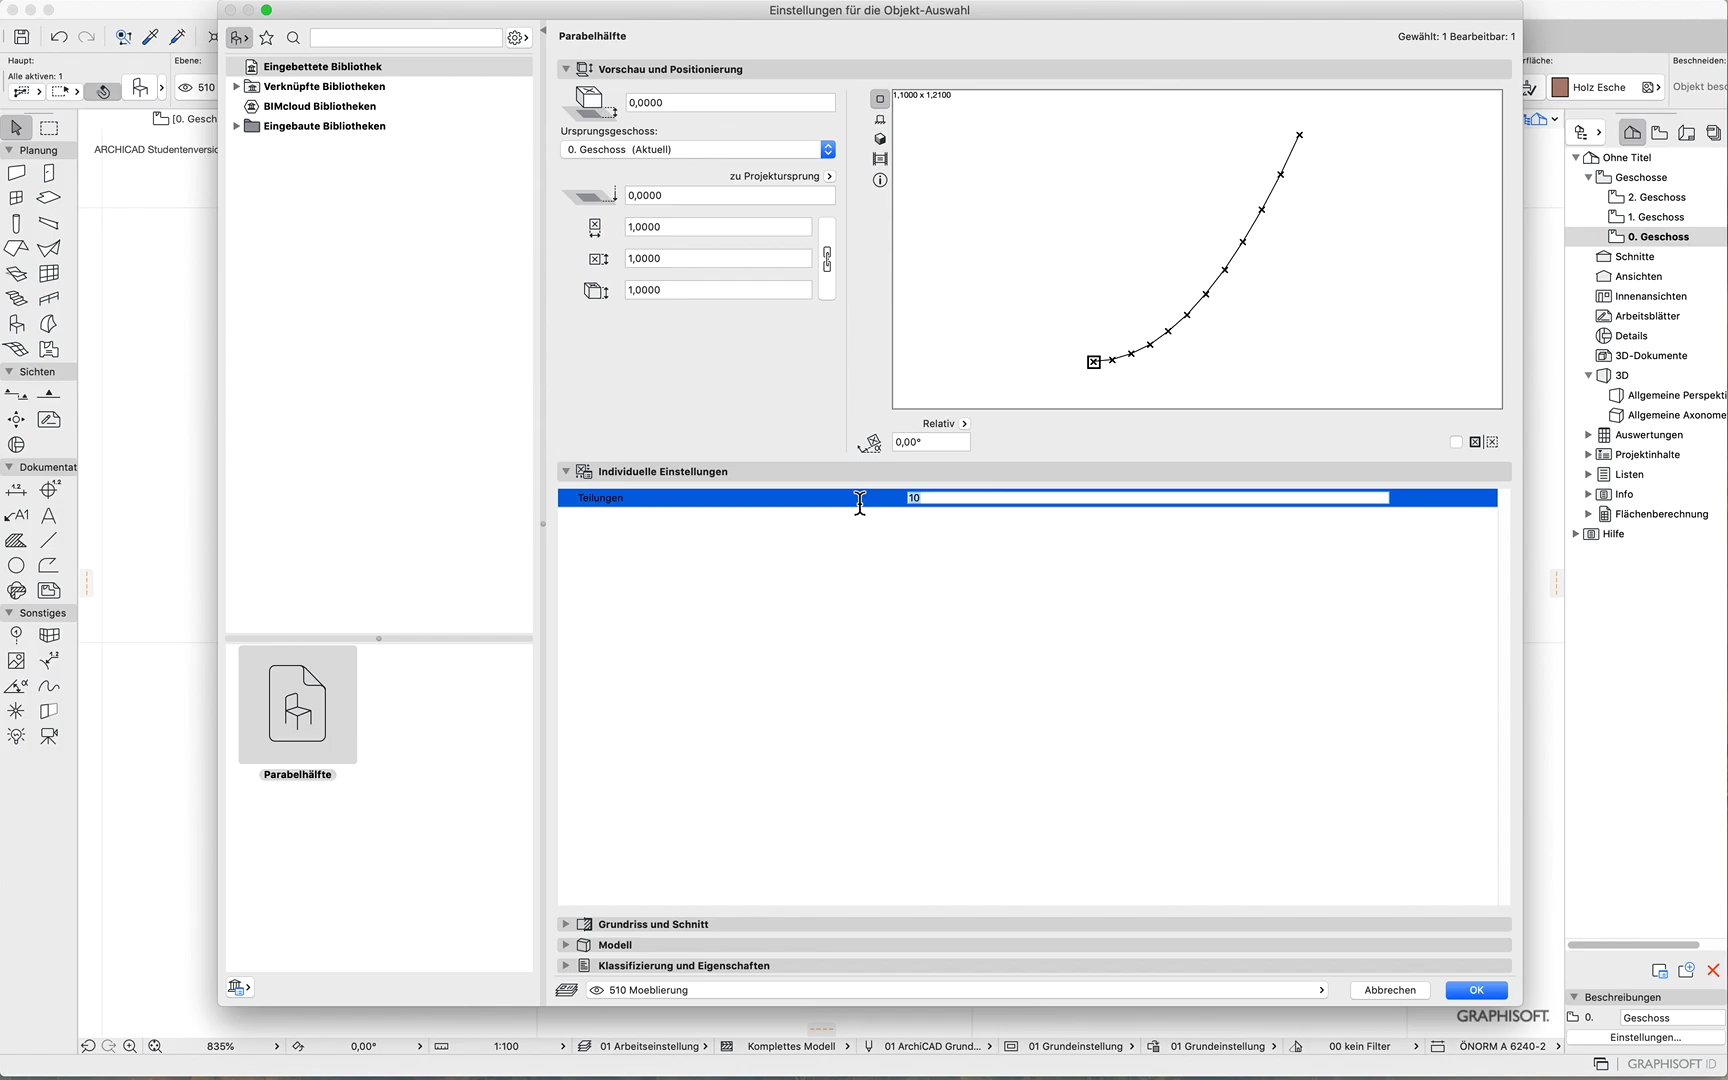 Einstellungen für die Objekt-Auswahl
Haupt:
Alle aktiven: 1
Ebene:
510
[0. Gesch
ARCHICAD Studentenversio
Planung
Sichten
Dokumentat
Sonstiges
Eingebettete Bibliothek
Verknüpfte Bibliotheken
BIMcloud Bibliotheken
Eingebaute Bibliotheken
Parabelhälfte
Parabelhälfte
Gewählt: 1 Bearbeitbar: 1
Vorschau und Positionierung
0,0000
Ursprungsgeschoss:
0. Geschoss (Aktuell)
zu Projektursprung
0,0000
1,0000
1,0000
1,0000
1,1000 x 1,2100
Relativ
0,00°
Individuelle Einstellungen
Teilungen
10
Grundriss und Schnitt
Modell
Klassifizierung und Eigenschaften
510 Moeblierung
Abbrechen
OK
GRAPHISOFT.
rfläche:
Beschneiden:
Holz Esche
Objekt besc
Ohne Titel
Geschosse
2. Geschoss
1. Geschoss
0. Geschoss
Schnitte
Ansichten
Innenansichten
Arbeitsblätter
Details
3D-Dokumente
3D
Allgemeine Perspekti
Allgemeine Axonome
Auswertungen
Projektinhalte
Listen
Info
Flächenberechnung
Hilfe
Beschreibungen
0.
Geschoss
Einstellungen...
835%
0,00°
1:100
01 Arbeitseinstellung
Komplettes Modell
01 ArchiCAD Grund...
01 Grundeinstellung
01 Grundeinstellung
00 kein Filter
ÖNORM A 6240-2
GRAPHISOFT ID